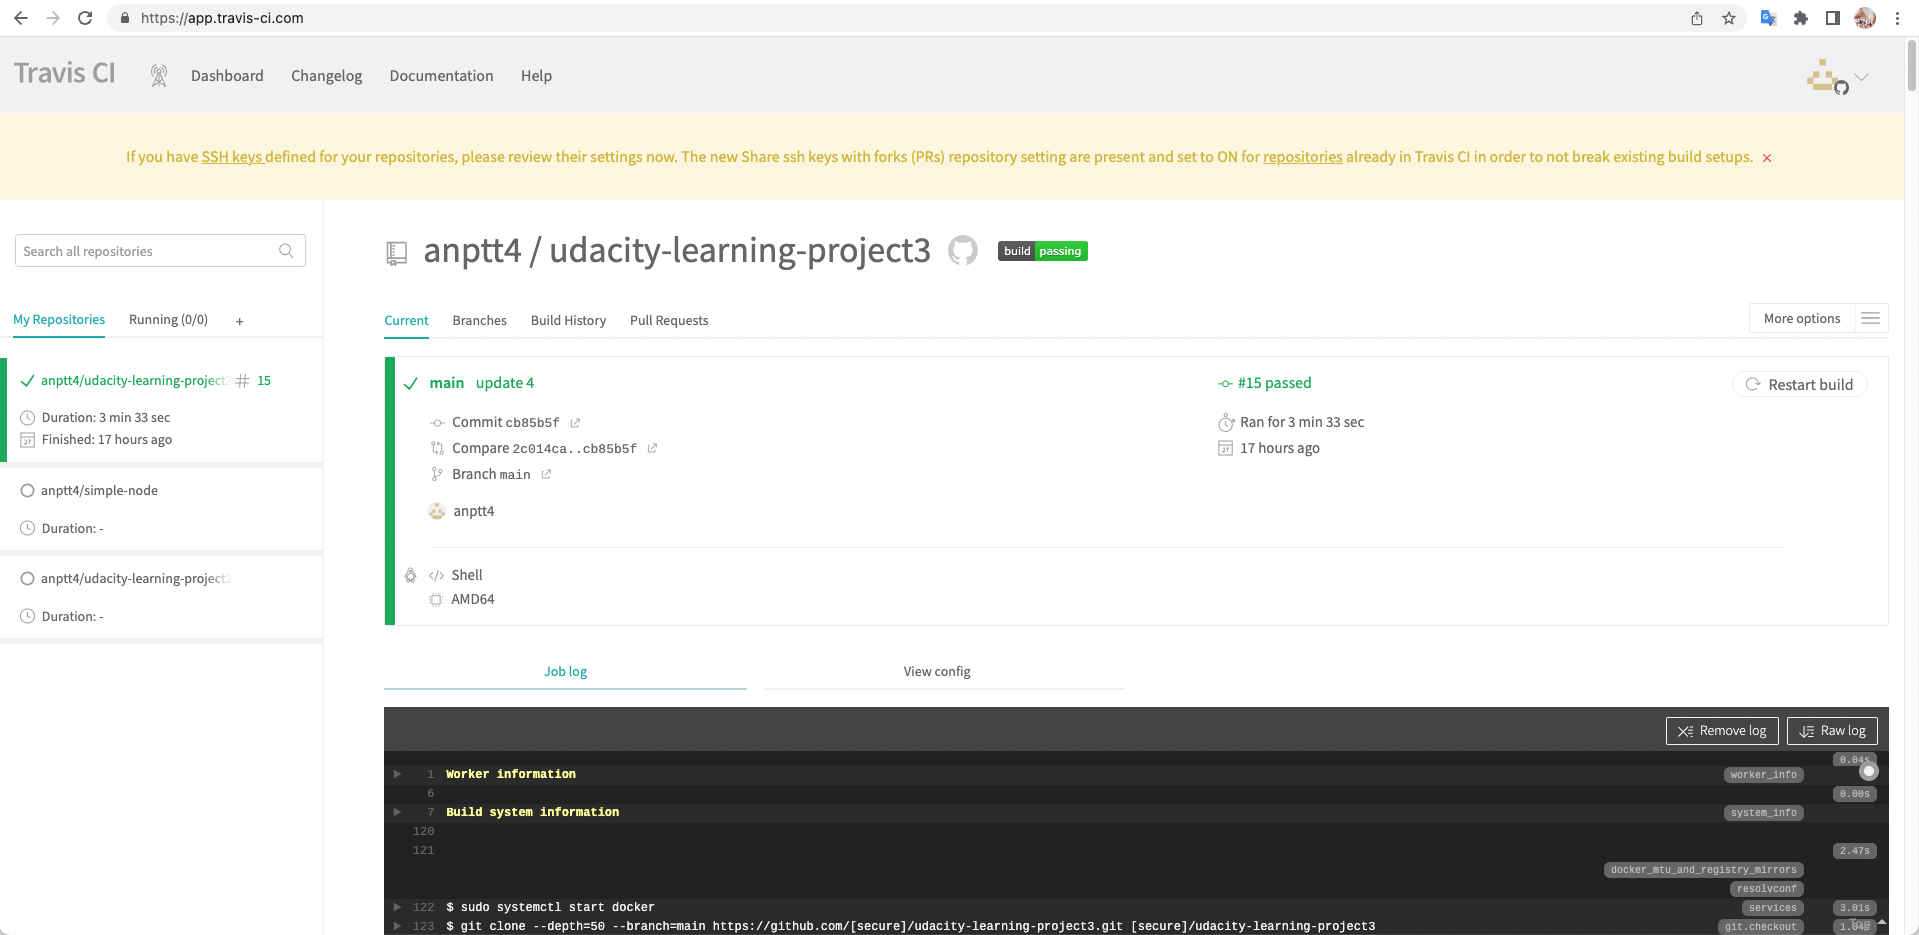 https://app.travis-ci.com
Travis CI
Dashboard
Changelog
Documentation
Help
If you have SSH keys defined for your repositories, please review their settings now. The new Share ssh keys with forks (PRs) repository setting are present and set to ON for repositories already in Travis CI in order to not break existing build setups.
Search all repositories
My Repositories
Running (0/0)
+
anptt4/udacity-learning-project3
# 15
Duration: 3 min 33 sec
Finished: 17 hours ago
anptt4/simple-node
Duration: -
anptt4/udacity-learning-project2
Duration: -
anptt4 / udacity-learning-project3
build passing
Current
Branches
Build History
Pull Requests
More options
main update 4
#15 passed
Restart build
Commit cb85b5f
Ran for 3 min 33 sec
Compare 2c014ca..cb85b5f
17 hours ago
Branch main
anptt4
</> Shell
AMD64
Job log
View config
Remove log
Raw log
0.04s
1 Worker information worker_info
6 0.00s
7 Build system information system_info
120
121 2.47s
docker_mtu_and_registry_mirrors
resolvconf
122 $ sudo systemctl start docker services 3.01s
123 $ git clone --depth=50 --branch=main https://github.com/[secure]/udacity-learning-project3.git [secure]/udacity-learning-project3 git.checkout
Top